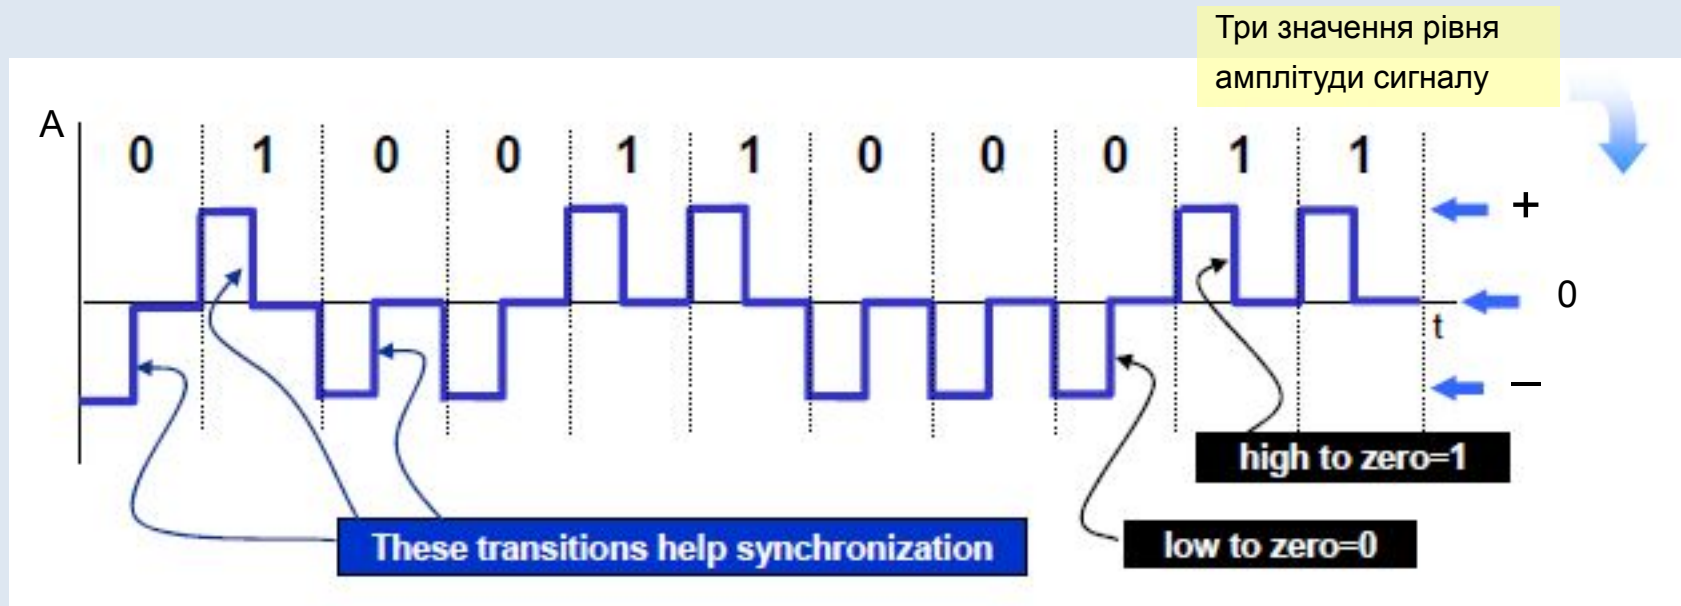 Три значення рівня
амплітуди сигналу
A
0 1 0 0 1 1 0 0 0 1 1
+
0
t
–
high to zero=1
These transitions help synchronization
low to zero=0